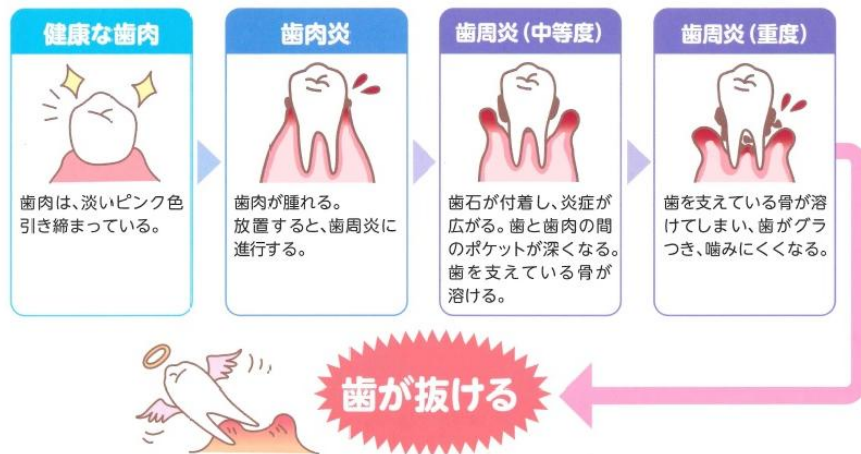 健康な歯肉
歯肉は、淡いピンク色
引き締まっている。
歯肉炎
歯肉が腫れる。
放置すると、歯周炎に
進行する。
歯周炎(中等度)
歯石が付着し、炎症が
広がる。歯と歯肉の間
のポケットが深くなる。
歯を支えている骨が
溶ける。
歯周炎(重度)
歯を支えている骨が溶
けてしまい、歯がグラ
つき、噛みにくくなる。
歯が抜ける